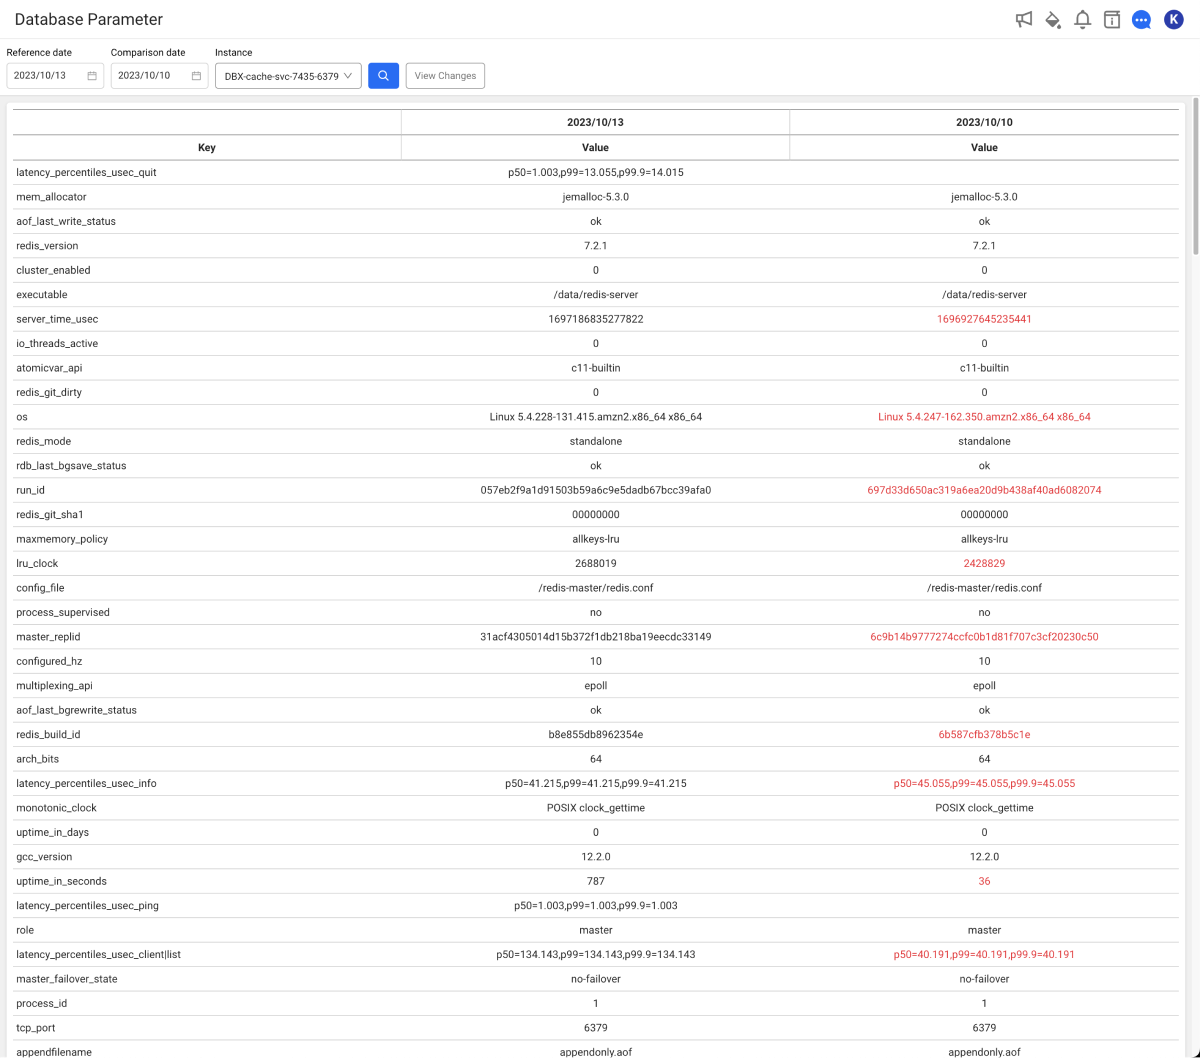 Database Parameter
K
Reference date Comparison date Instance
2023/10/13 2023/10/10 DBX-cache-svc-7435-6379 View Changes
2023/10/13 2023/10/10
Key Value Value
latency_percentiles_usec_quit p50=1.003,p99=13.055,p99.9=14.015
mem_allocator jemalloc-5.3.0 jemalloc-5.3.0
aof_last_write_status ok ok
redis_version 7.2.1 7.2.1
cluster_enabled 0 0
executable /data/redis-server /data/redis-server
server_time_usec 1697186835277822 1696927645235441
io_threads_active 0 0
atomicvar_api c11-builtin c11-builtin
redis_git_dirty 0 0
os Linux 5.4.228-131.415.amzn2.x86_64 x86_64 Linux 5.4.247-162.350.amzn2.x86_64 x86_64
redis_mode standalone standalone
rdb_last_bgsave_status ok ok
run_id 057eb2f9a1d91503b59a6c9e5dadb67bcc39afa0 697d33d650ac319a6ea20d9b438af40ad6082074
redis_git_sha1 00000000 00000000
maxmemory_policy allkeys-lru allkeys-lru
lru_clock 2688019 2428829
config_file /redis-master/redis.conf /redis-master/redis.conf
process_supervised no no
master_replid 31acf4305014d15b372f1db218ba19eecdc33149 6c9b14b9777274ccfc0b1d81f707c3cf20230c50
configured_hz 10 10
multiplexing_api epoll epoll
aof_last_bgrewrite_status ok ok
redis_build_id b8e855db8962354e 6b587cfb378b5c1e
arch_bits 64 64
latency_percentiles_usec_info p50=41.215,p99=41.215,p99.9=41.215 p50=45.055,p99=45.055,p99.9=45.055
monotonic_clock POSIX clock_gettime POSIX clock_gettime
uptime_in_days 0 0
gcc_version 12.2.0 12.2.0
uptime_in_seconds 787 36
latency_percentiles_usec_ping p50=1.003,p99=1.003,p99.9=1.003
role master master
latency_percentiles_usec_client|list p50=134.143,p99=134.143,p99.9=134.143 p50=40.191,p99=40.191,p99.9=40.191
master_failover_state no-failover no-failover
process_id 1 1
tcp_port 6379 6379
appendfilename appendonly.aof appendonly.aof